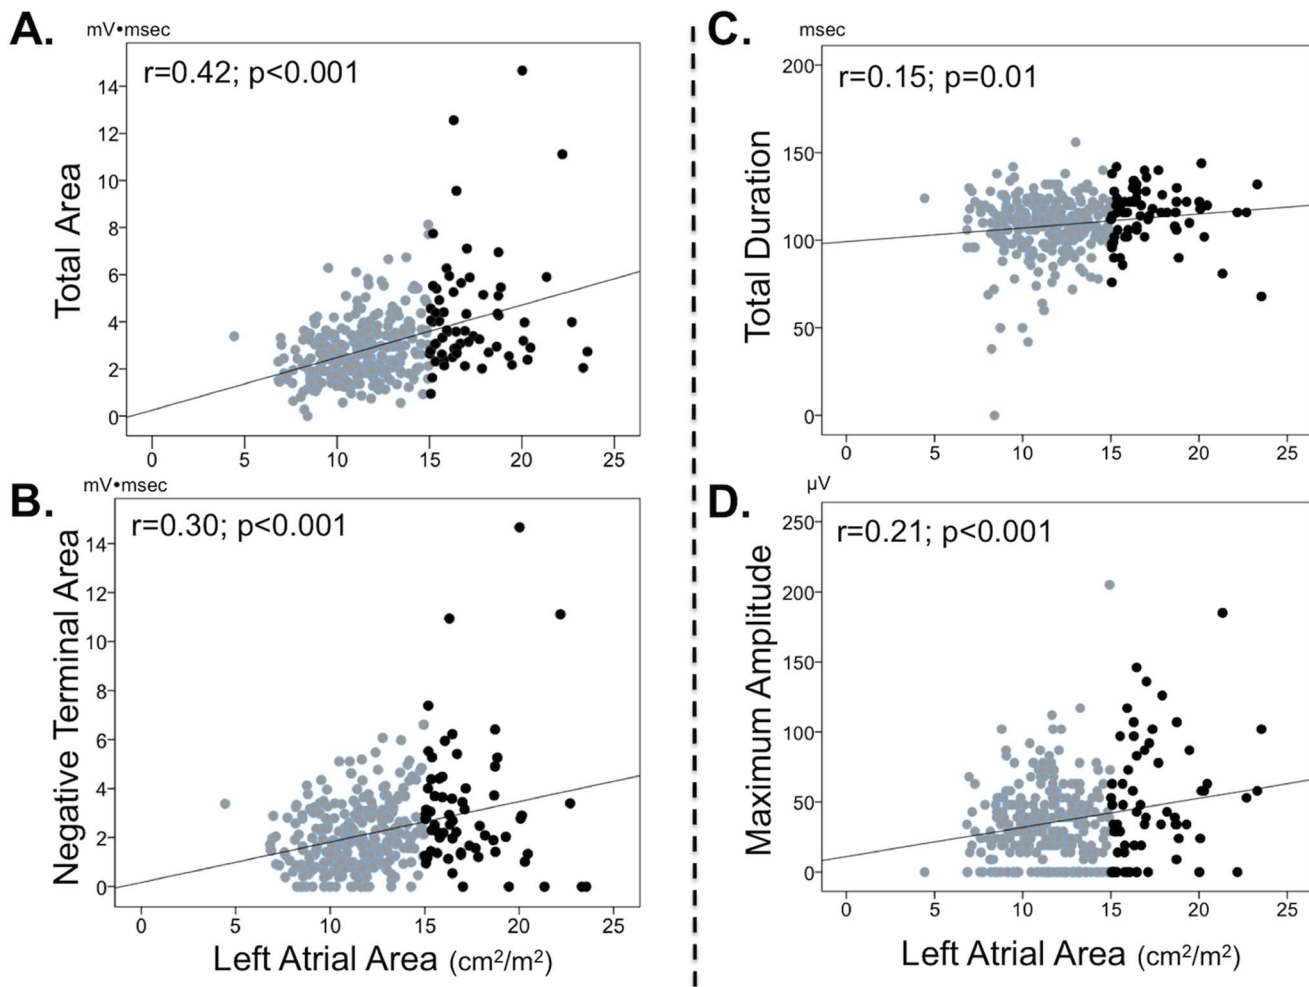 A.
mV•msec
r=0.42; p<0.001
Total Area
14
12
10
8
6
4
2
0
0 5 10 15 20 25
B.
mV•msec
r=0.30; p<0.001
Negative Terminal Area
14
12
10
8
6
4
2
0
0 5 10 15 20 25
Left Atrial Area (cm²/m²)
C.
msec
r=0.15; p=0.01
Total Duration
200
150
100
50
0
0 5 10 15 20 25
D.
µV
r=0.21; p<0.001
Maximum Amplitude
250
200
150
100
50
0
0 5 10 15 20 25
Left Atrial Area (cm²/m²)